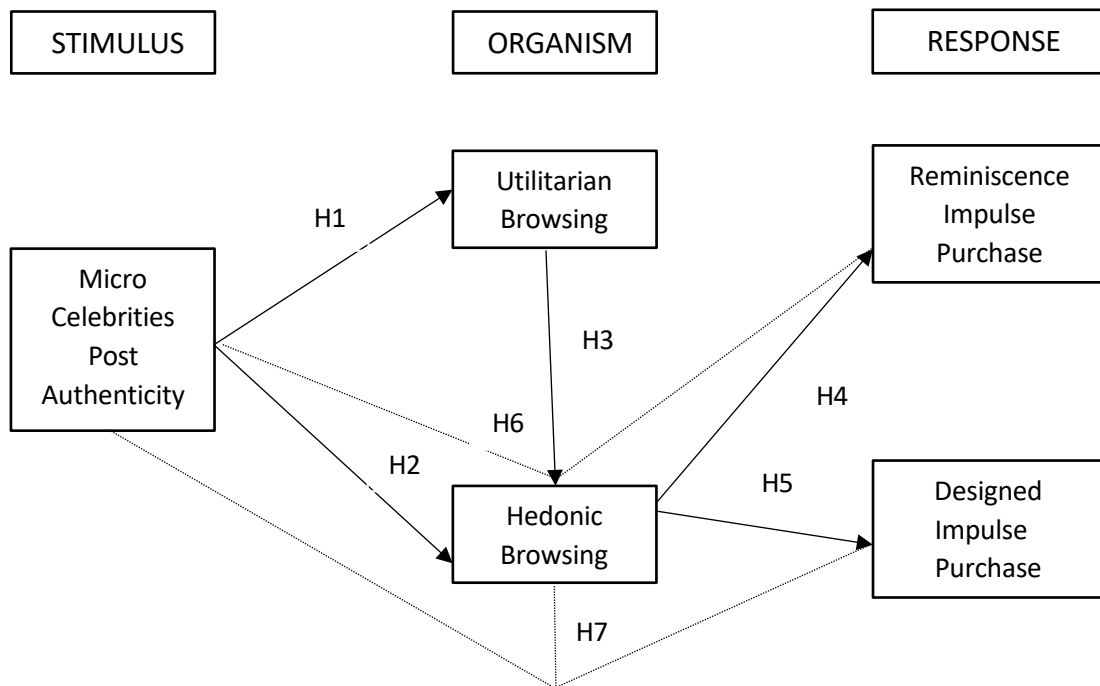 STIMULUS
ORGANISM
RESPONSE
Utilitarian
Browsing
Reminiscence
Impulse
Purchase
H1
Micro
Celebrities
Post
Authenticity
H3
H4
H6
H2
H5
Hedonic
Browsing
Designed
Impulse
Purchase
H7